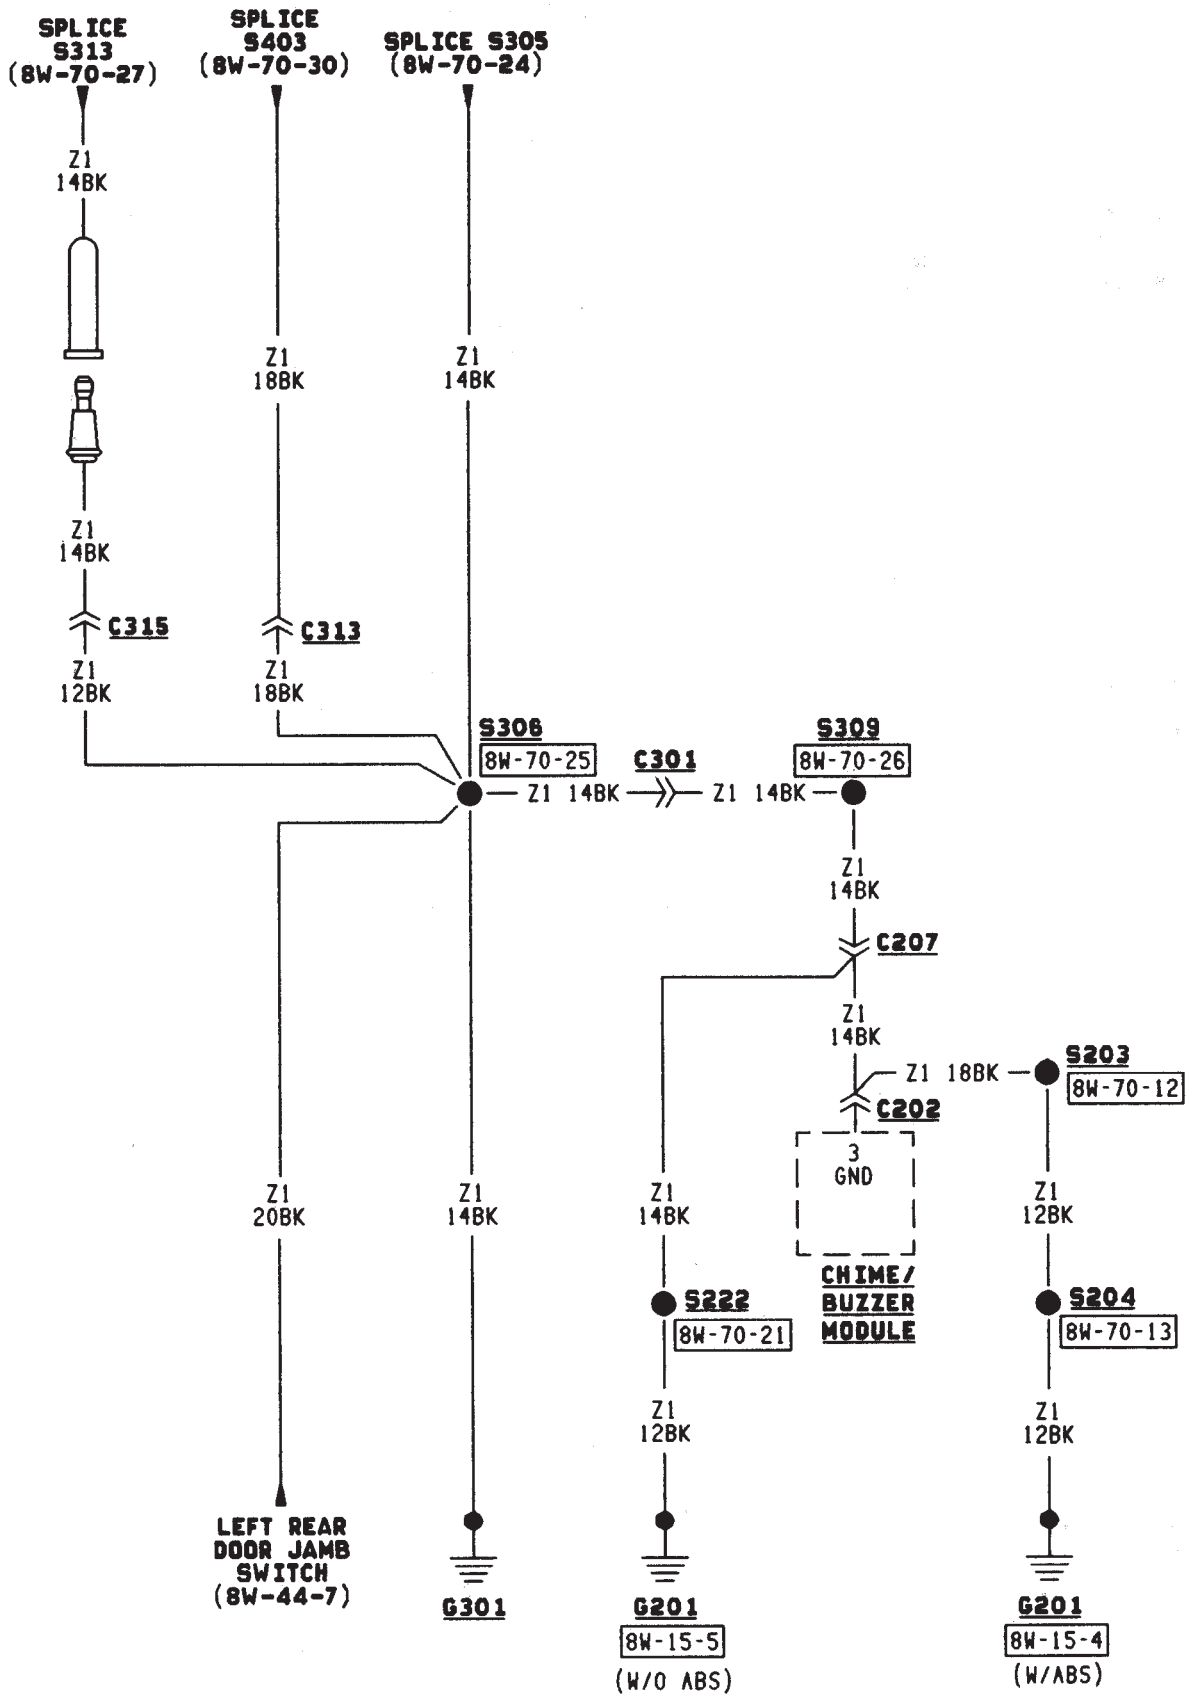 SPLICE
S313
(8W-70-27)
SPLICE
S403
(8W-70-30)
SPLICE S305
(8W-70-24)
Z1
14BK
Z1
18BK
Z1
14BK
Z1
14BK
C315
C313
Z1
12BK
Z1
18BK
S306
8W-70-25
C301
S309
8W-70-26
Z1 14BK
Z1 14BK
Z1
14BK
C207
Z1
14BK
Z1 18BK
S203
8W-70-12
C202
3
GND
Z1
20BK
Z1
14BK
Z1
14BK
Z1
12BK
CHIME/
BUZZER
MODULE
S222
8W-70-21
S204
8W-70-13
Z1
12BK
Z1
12BK
LEFT REAR
DOOR JAMB
SWITCH
(8W-44-7)
G301
G201
8W-15-5
(W/O ABS)
G201
8W-15-4
(W/ABS)